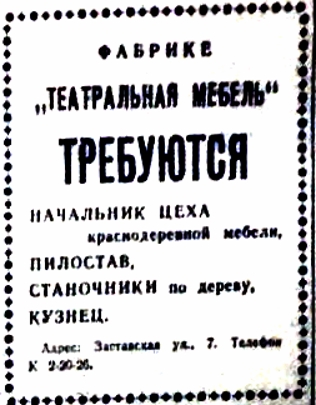 ФАБРИКЕ
„ТЕАТРАЛЬНАЯ МЕБЕЛЬ“
ТРЕБУЮТСЯ
НАЧАЛЬНИК ЦЕХА
краснодеревной мебели,
ПИЛОСТАВ,
СТАНОЧНИКИ по дереву,
КУЗНЕЦ.
Адрес: Заставская ул., 7. Телефон
К 2-20-26.